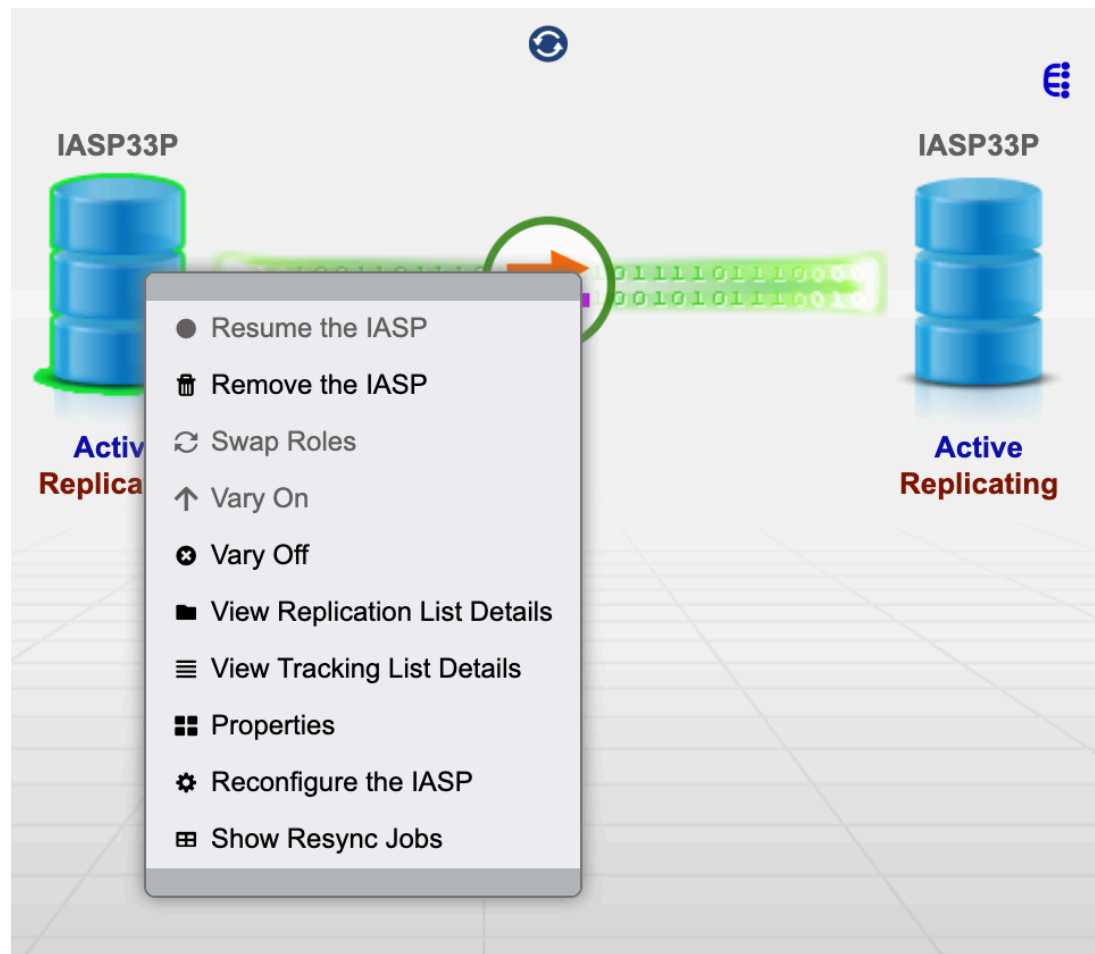 IASP33P
IASP33P
Resume the IASP
Remove the IASP
Swap Roles
Vary On
Vary Off
View Replication List Details
View Tracking List Details
Properties
Reconfigure the IASP
Show Resync Jobs
Activ
Replica
Active
Replicating